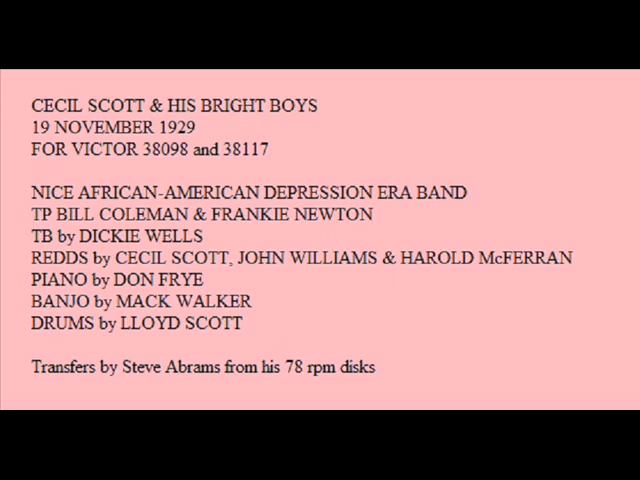 CECIL SCOTT & HIS BRIGHT BOYS
19 NOVEMBER 1929
FOR VICTOR 38098 and 38117
NICE AFRICAN-AMERICAN DEPRESSION ERA BAND
TP BILL COLEMAN & FRANKIE NEWTON
TB by DICKIE WELLS
REDDS by CECIL SCOTT, JOHN WILLIAMS & HAROLD McFERRAN
PIANO by DON FRYE
BANJO by MACK WALKER
DRUMS by LLOYD SCOTT
Transfers by Steve Abrams from his 78 rpm disks